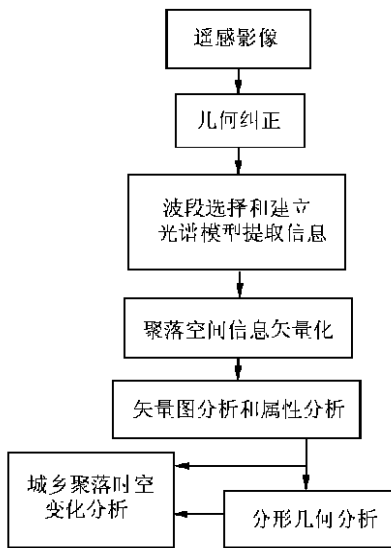 遥感影像
几何纠正
波段选择和建立
光谱模型提取信息
聚落空间信息矢量化
矢量图分析和属性分析
城乡聚落时空
变化分析
分形几何分析